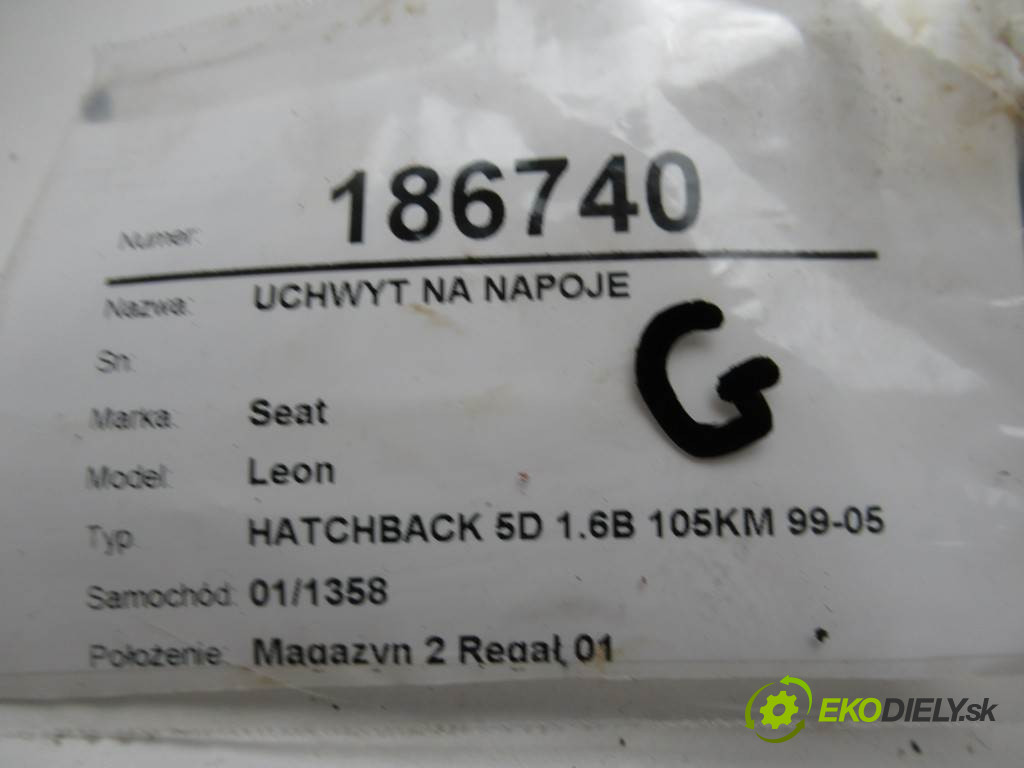 Numer: 186740
Nazwa: UCHWYT NA NAPOJE
G
Sn:
Marka: Seat
Model: Leon
Typ: HATCHBACK 5D 1.6B 105KM 99-05
Samochód: 01/1358
Położenie: Magazyn 2 Regał 01
EKODIELY.sk